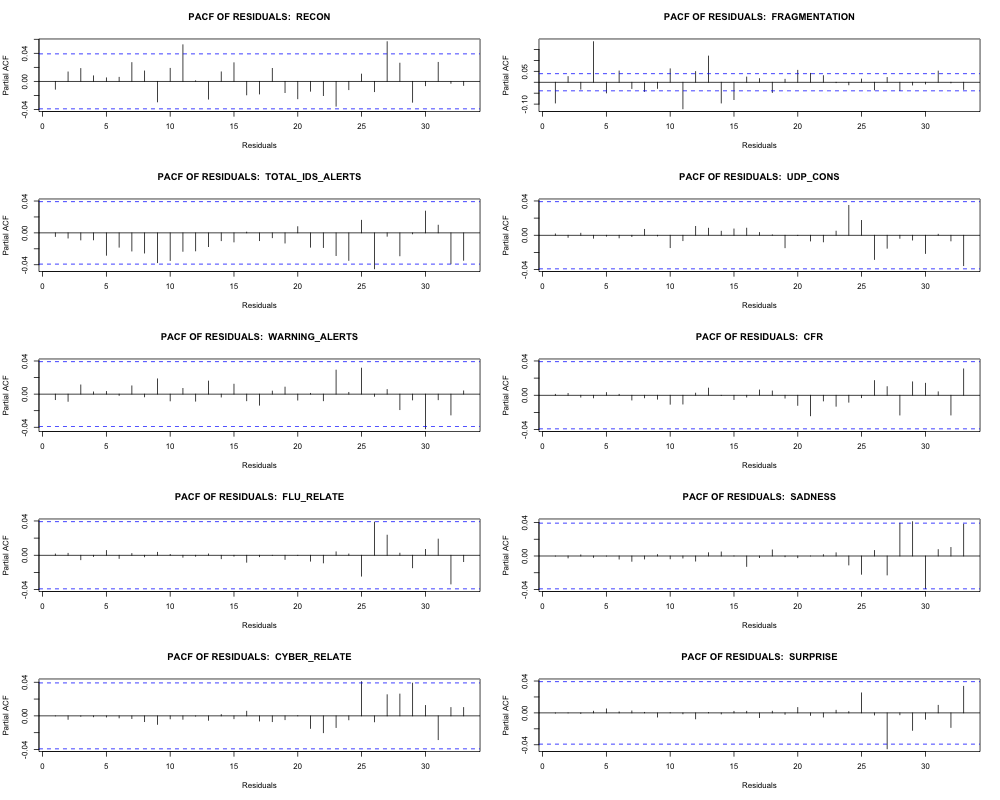 PACF OF RESIDUALS: RECON
Partial ACF
-0.04 0.00 0.04
0 5 10 15 20 25 30
Residuals
PACF OF RESIDUALS: FRAGMENTATION
Partial ACF
-0.10 0.05
0 5 10 15 20 25 30
Residuals
PACF OF RESIDUALS: TOTAL_IDS_ALERTS
Partial ACF
-0.04 0.00 0.04
0 5 10 15 20 25 30
Residuals
PACF OF RESIDUALS: UDP_CONS
Partial ACF
-0.04 0.00 0.04
0 5 10 15 20 25 30
Residuals
PACF OF RESIDUALS: WARNING_ALERTS
Partial ACF
-0.04 0.00 0.04
0 5 10 15 20 25 30
Residuals
PACF OF RESIDUALS: CFR
Partial ACF
-0.04 0.00 0.04
0 5 10 15 20 25 30
Residuals
PACF OF RESIDUALS: FLU_RELATE
Partial ACF
-0.04 0.00 0.04
0 5 10 15 20 25 30
Residuals
PACF OF RESIDUALS: SADNESS
Partial ACF
-0.04 0.00 0.04
0 5 10 15 20 25 30
Residuals
PACF OF RESIDUALS: CYBER_RELATE
Partial ACF
-0.04 0.00 0.04
0 5 10 15 20 25 30
Residuals
PACF OF RESIDUALS: SURPRISE
Partial ACF
-0.04 0.00 0.04
0 5 10 15 20 25 30
Residuals